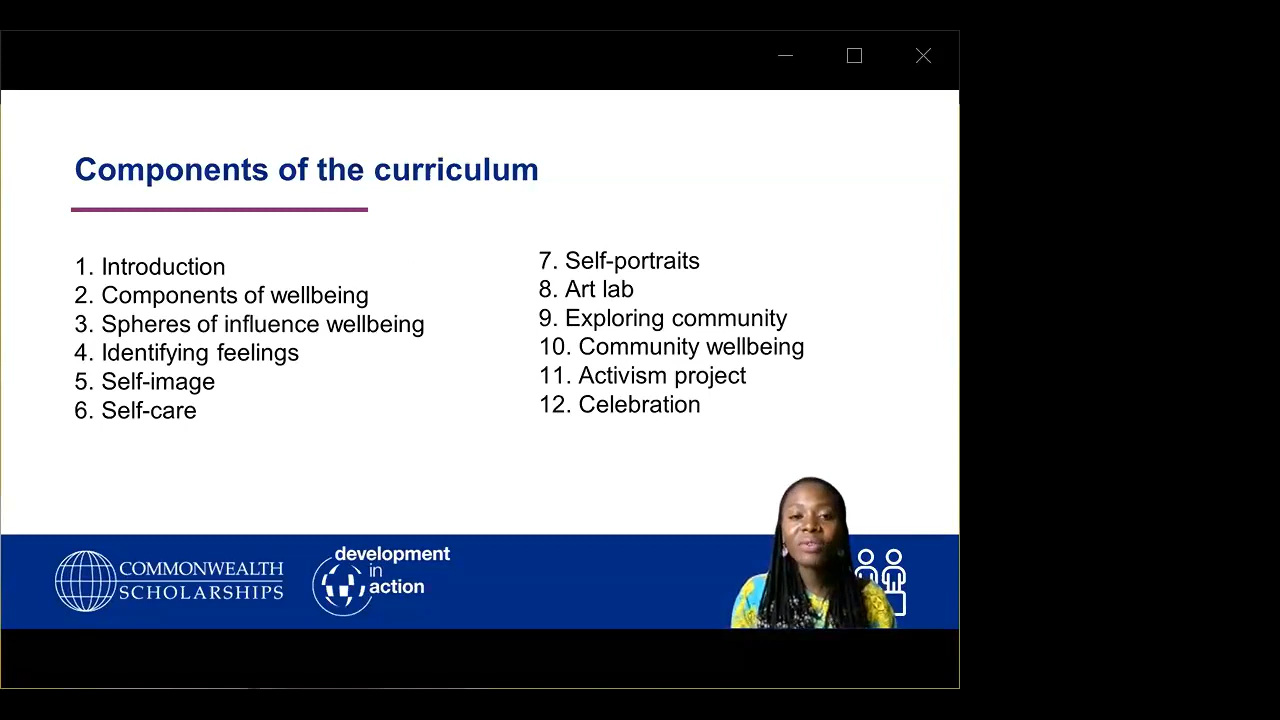 Components of the curriculum
1. Introduction
2. Components of wellbeing
3. Spheres of influence wellbeing
4. Identifying feelings
5. Self-image
6. Self-care
7. Self-portraits
8. Art lab
9. Exploring community
10. Community wellbeing
11. Activism project
12. Celebration
COMMONWEALTH
SCHOLARSHIPS
development
in
action